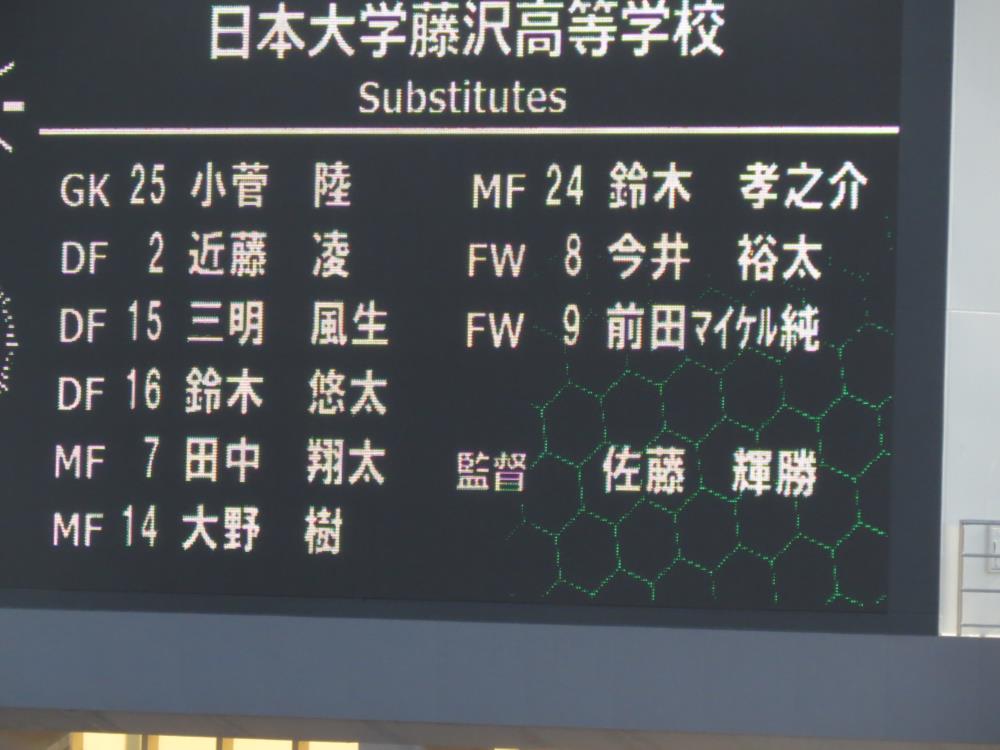 日本大学藤沢高等学校
Substitutes
GK 25 小菅 陸
DF 2 近藤 凌
DF 15 三明 風生
DF 16 鈴木 悠太
MF 7 田中 翔太
MF 14 大野 樹
MF 24 鈴木 孝之介
FW 8 今井 裕太
FW 9 前田マイケル純
監督 佐藤 輝勝